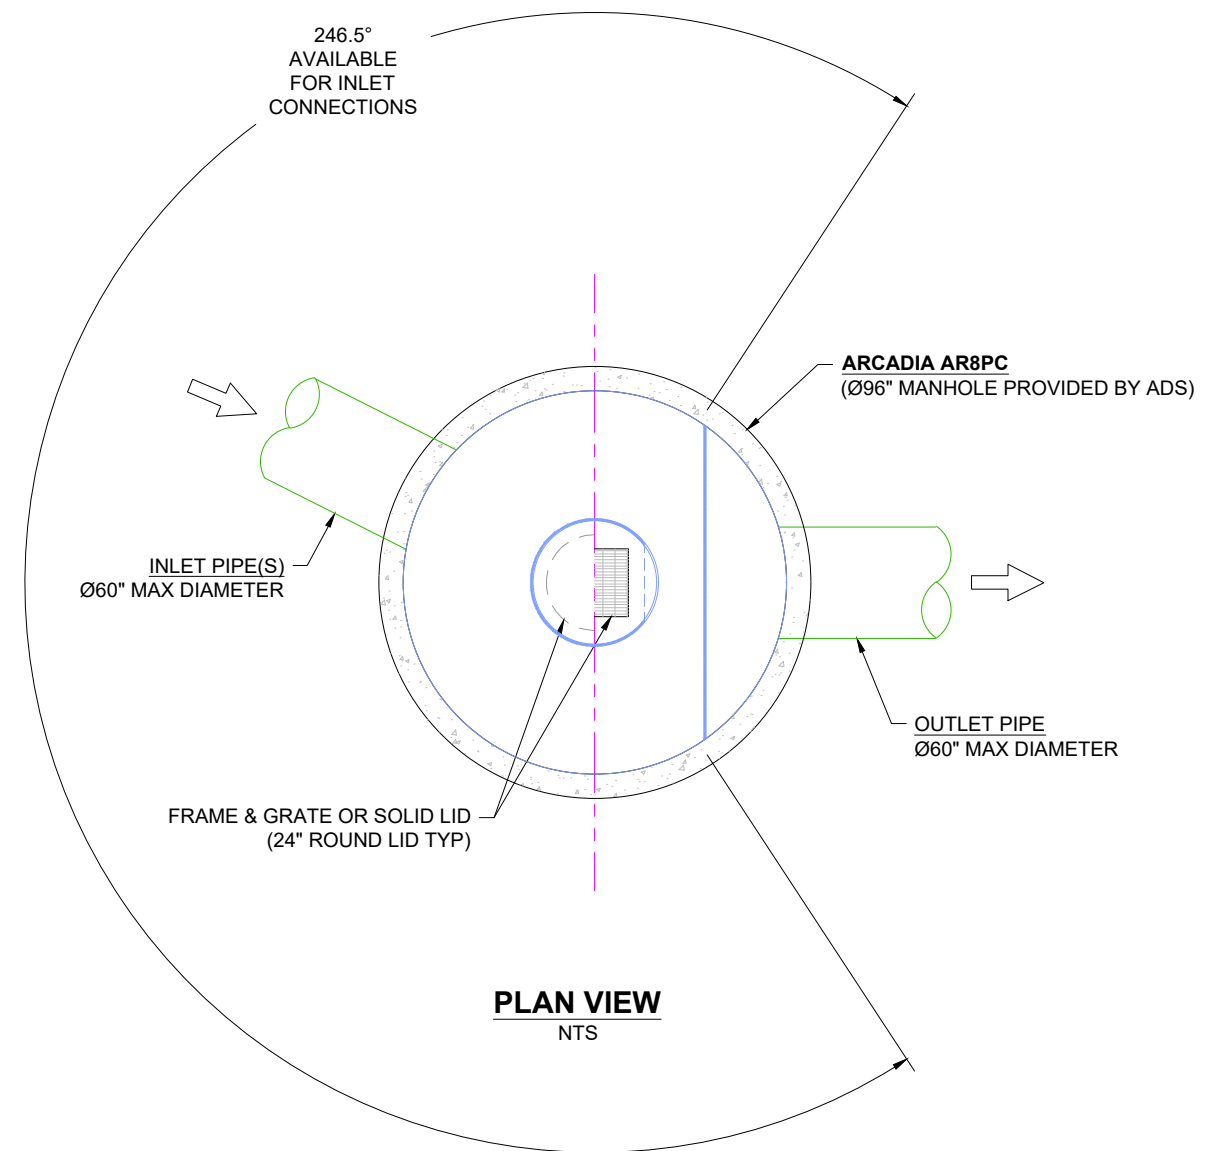 246.5°
AVAILABLE
FOR INLET
CONNECTIONS
ARCADIA AR8PC
(Ø96" MANHOLE PROVIDED BY ADS)
INLET PIPE(S)
Ø60" MAX DIAMETER
OUTLET PIPE
Ø60" MAX DIAMETER
FRAME & GRATE OR SOLID LID
(24" ROUND LID TYP)
PLAN VIEW
NTS